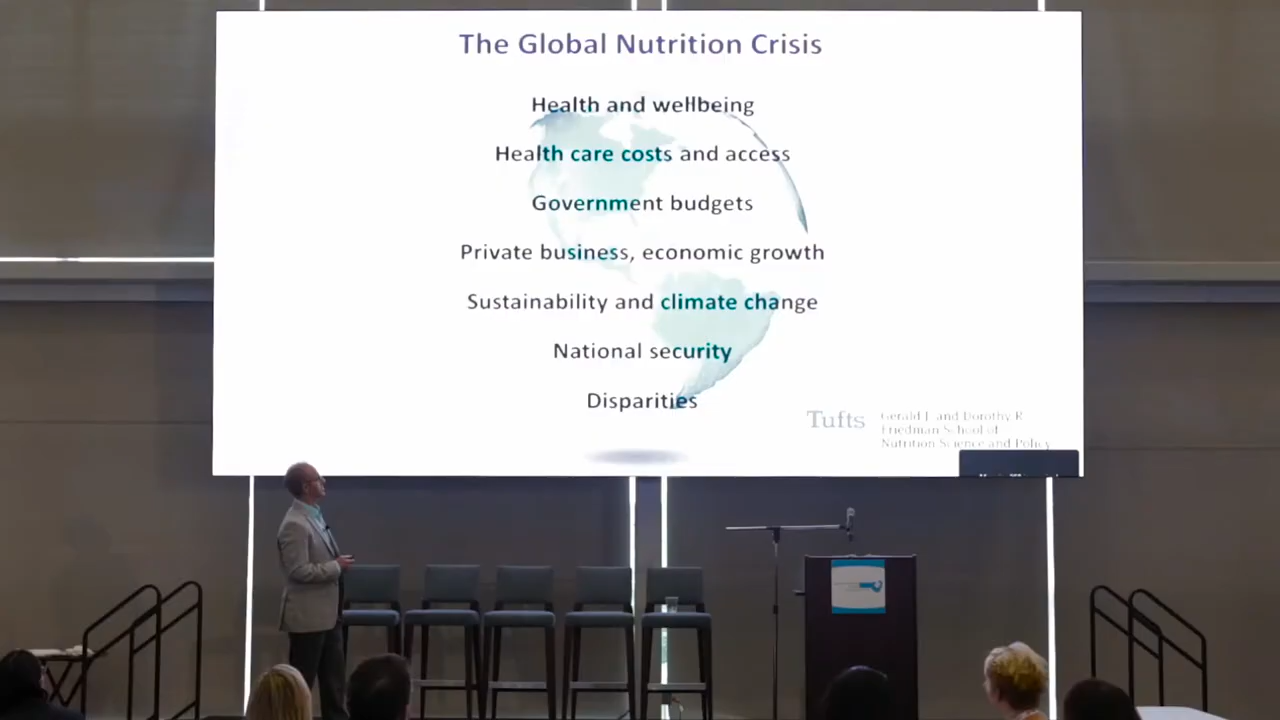 The Global Nutrition Crisis
Health and wellbeing
Health care costs and access
Government budgets
Private business, economic growth
Sustainability and climate change
National security
Disparities
Tufts
Gerald J. and Dorothy R.
Friedman School of
Nutrition Science and Policy